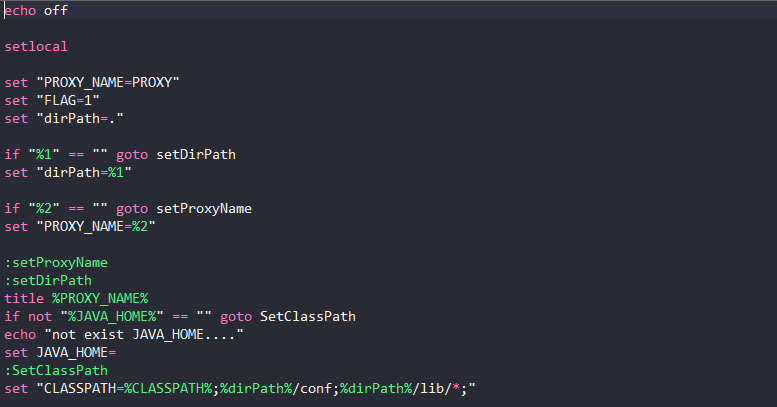 echo off
setlocal
set "PROXY_NAME=PROXY"
set "FLAG=1"
set "dirPath=."
if "%1" == "" goto setDirPath
set "dirPath=%1"
if "%2" == "" goto setProxyName
set "PROXY_NAME=%2"
:setProxyName
:setDirPath
title %PROXY_NAME%
if not "%JAVA_HOME%" == "" goto SetClassPath
echo "not exist JAVA_HOME...."
set JAVA_HOME=
:SetClassPath
set "CLASSPATH=%CLASSPATH%;%dirPath%/conf;%dirPath%/lib/*;"